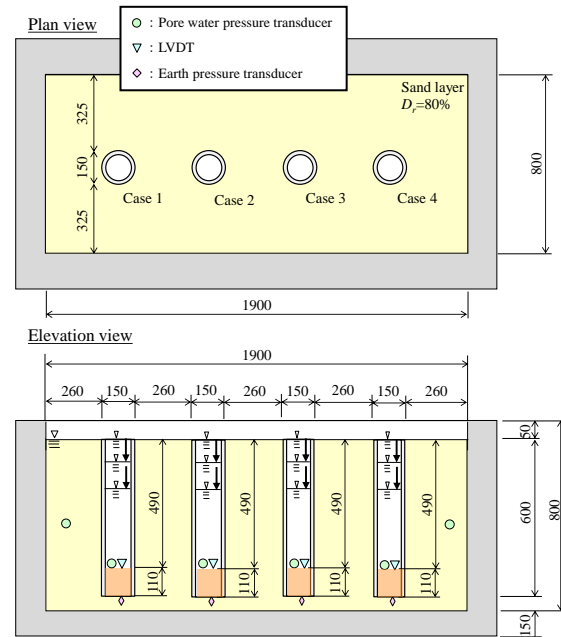 Plan view
: Pore water pressure transducer
: LVDT
: Earth pressure transducer
Sand layer
Dr=80%
325
150
325
800
Case 1
Case 2
Case 3
Case 4
1900
Elevation view
1900
260 150 260 150 260 150 260 150 260
50
490
490
490
490
600
800
110
110
110
110
150